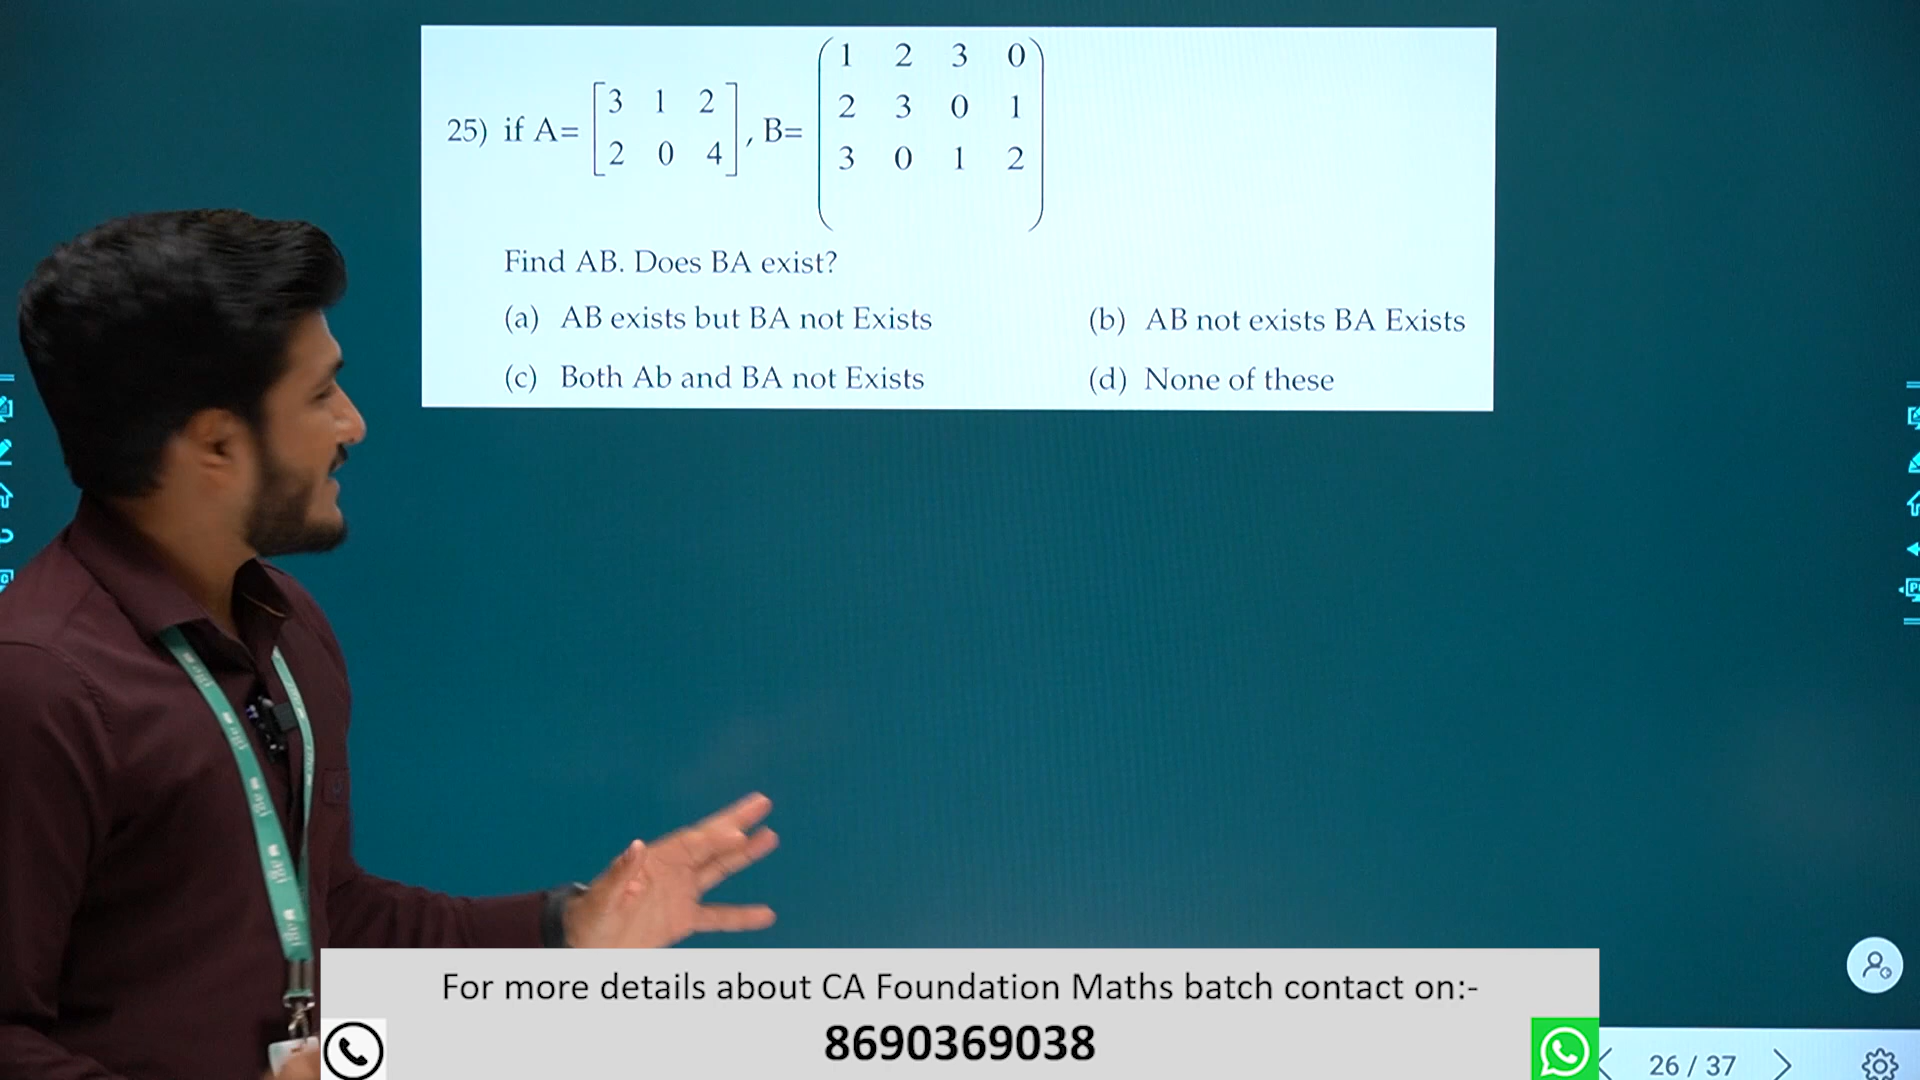 25) if A= [3 1 2
2 0 4], B= (1 2 3 0
2 3 0 1
3 0 1 2)
Find AB. Does BA exist?
(a) AB exists but BA not Exists (b) AB not exists BA Exists
(c) Both Ab and BA not Exists (d) None of these
For more details about CA Foundation Maths batch contact on:-
8690369038
26 / 37